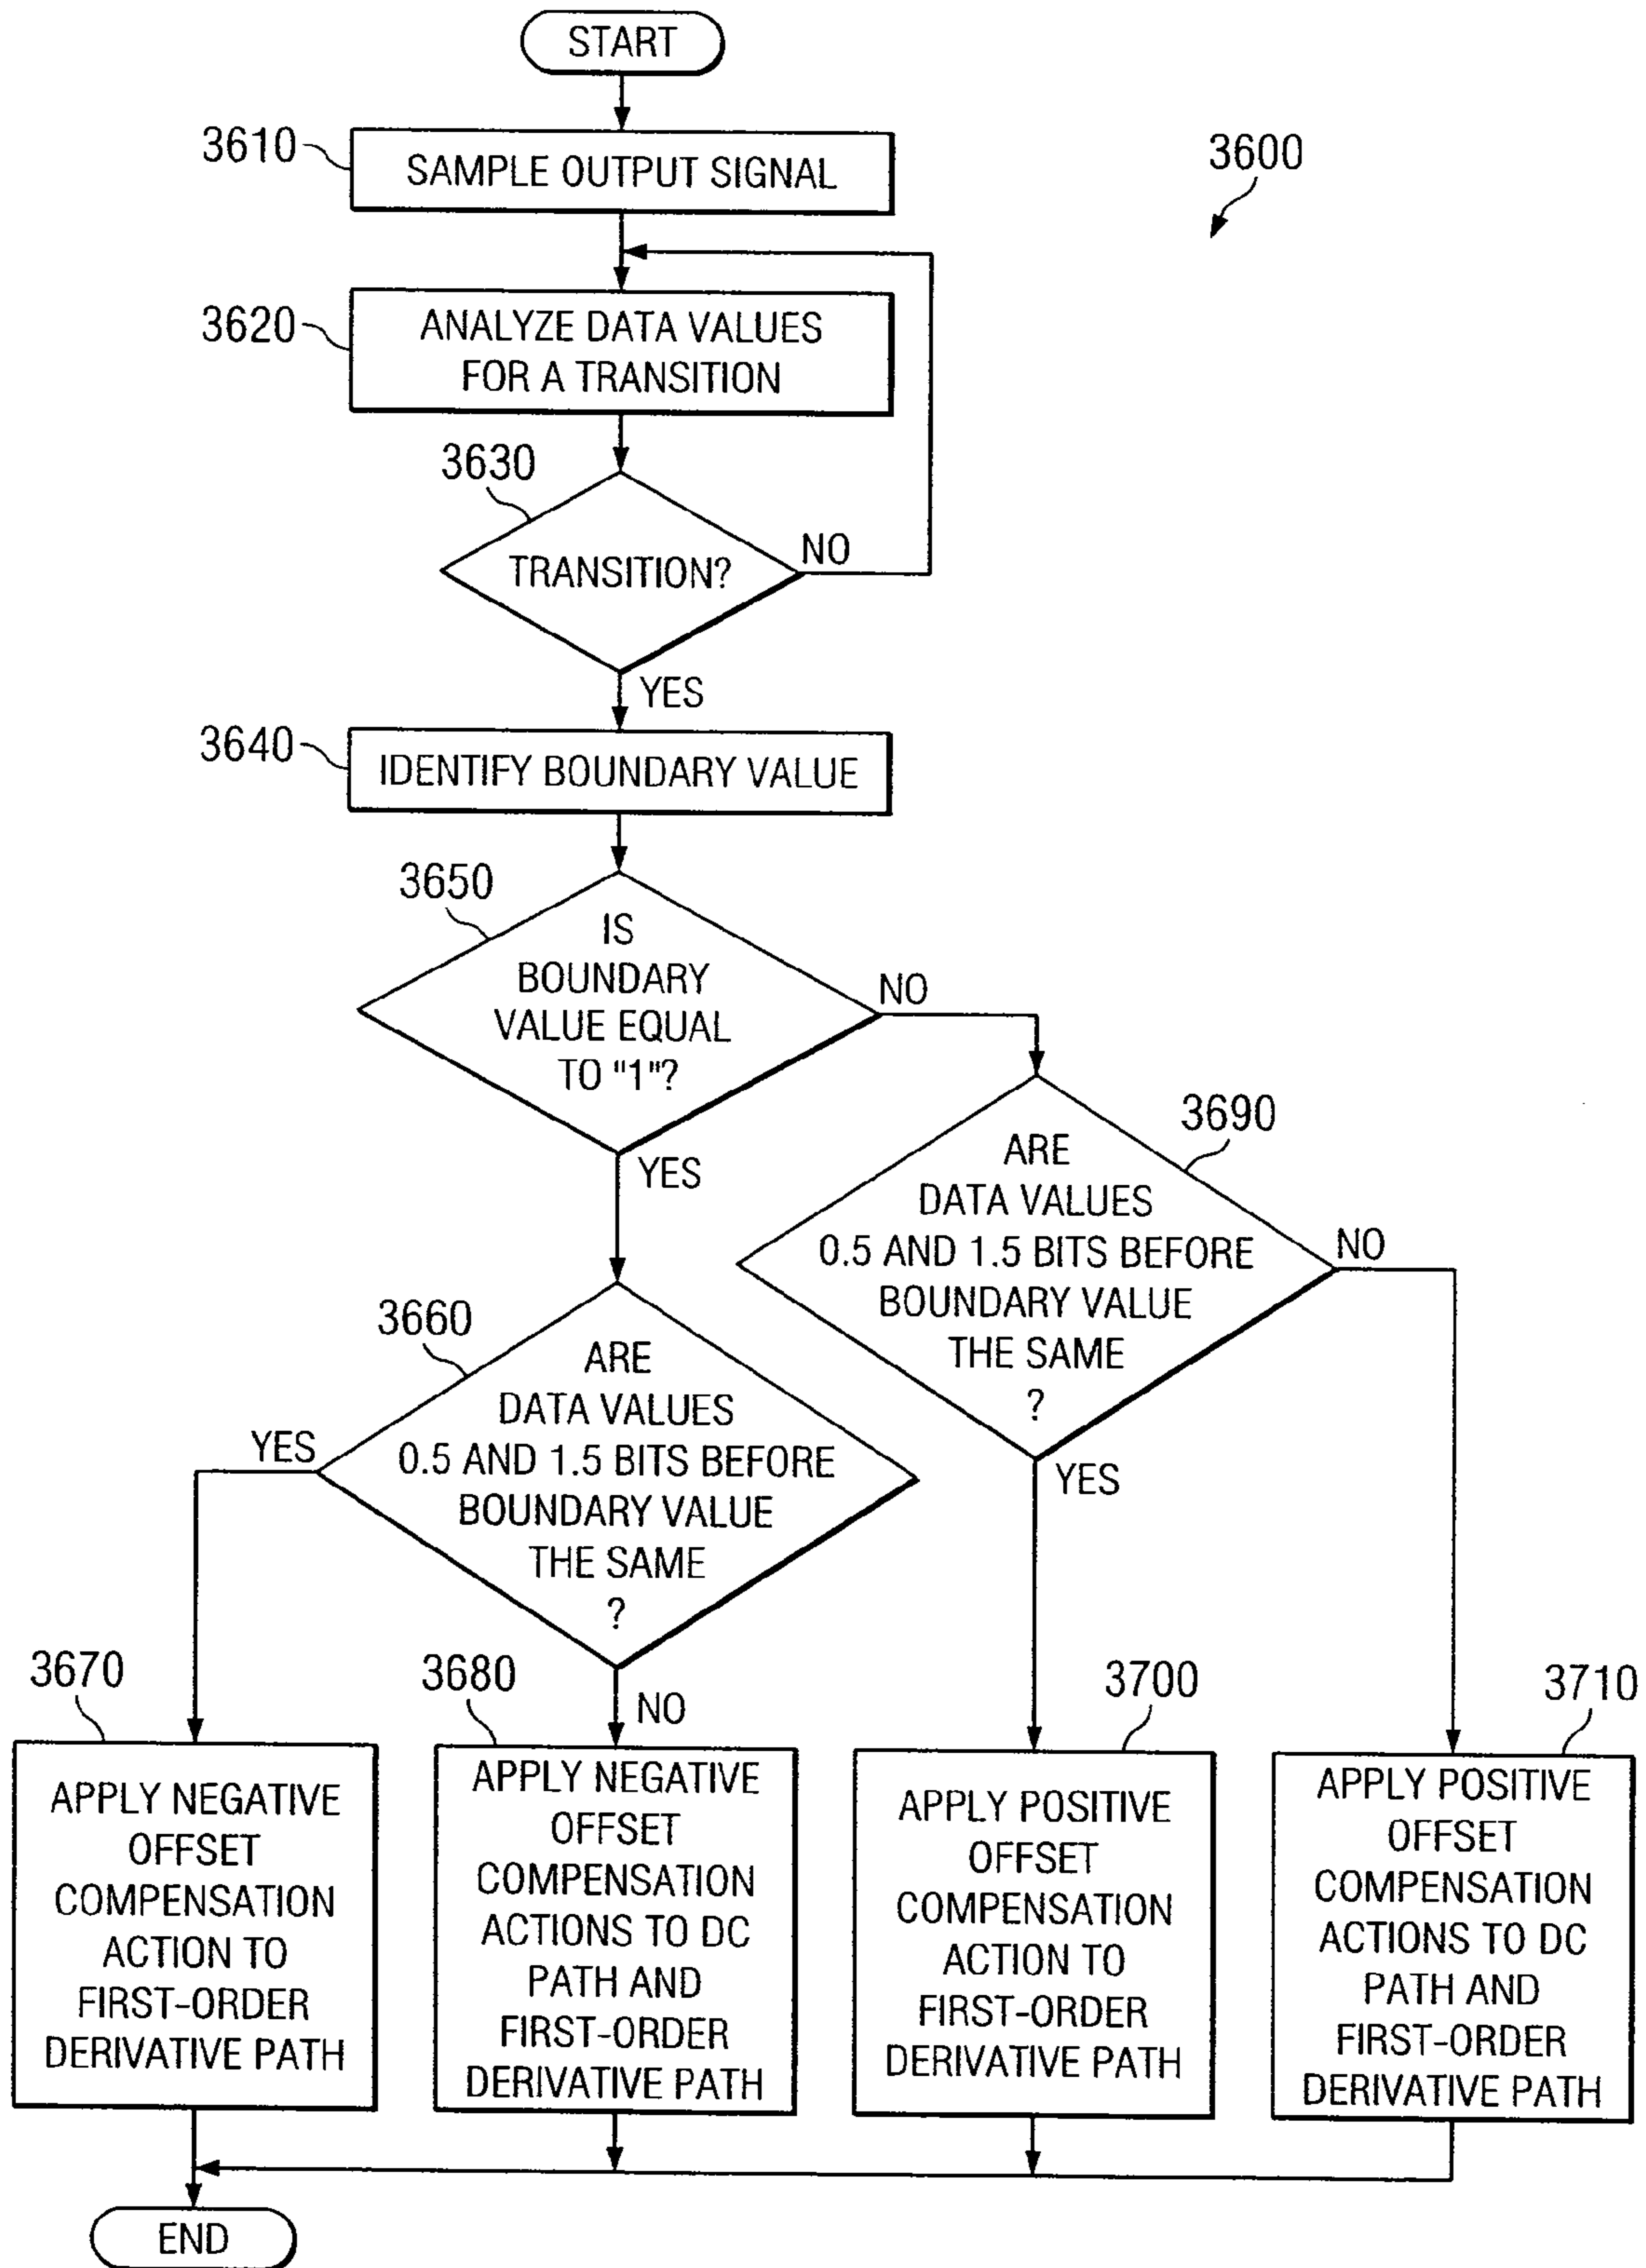 START
3610
SAMPLE OUTPUT SIGNAL
3600
3620
ANALYZE DATA VALUES
FOR A TRANSITION
3630
TRANSITION?
NO
YES
3640
IDENTIFY BOUNDARY VALUE
3650
IS
BOUNDARY
VALUE EQUAL
TO "1"?
NO
YES
3690
ARE
DATA VALUES
0.5 AND 1.5 BITS BEFORE
BOUNDARY VALUE
THE SAME
?
NO
YES
3660
ARE
DATA VALUES
0.5 AND 1.5 BITS BEFORE
BOUNDARY VALUE
THE SAME
?
YES
NO
3670
APPLY NEGATIVE
OFFSET
COMPENSATION
ACTION TO
FIRST-ORDER
DERIVATIVE PATH
3680
APPLY NEGATIVE
OFFSET
COMPENSATION
ACTIONS TO DC
PATH AND
FIRST-ORDER
DERIVATIVE PATH
3700
APPLY POSITIVE
OFFSET
COMPENSATION
ACTION TO
FIRST-ORDER
DERIVATIVE PATH
3710
APPLY POSITIVE
OFFSET
COMPENSATION
ACTIONS TO DC
PATH AND
FIRST-ORDER
DERIVATIVE PATH
END